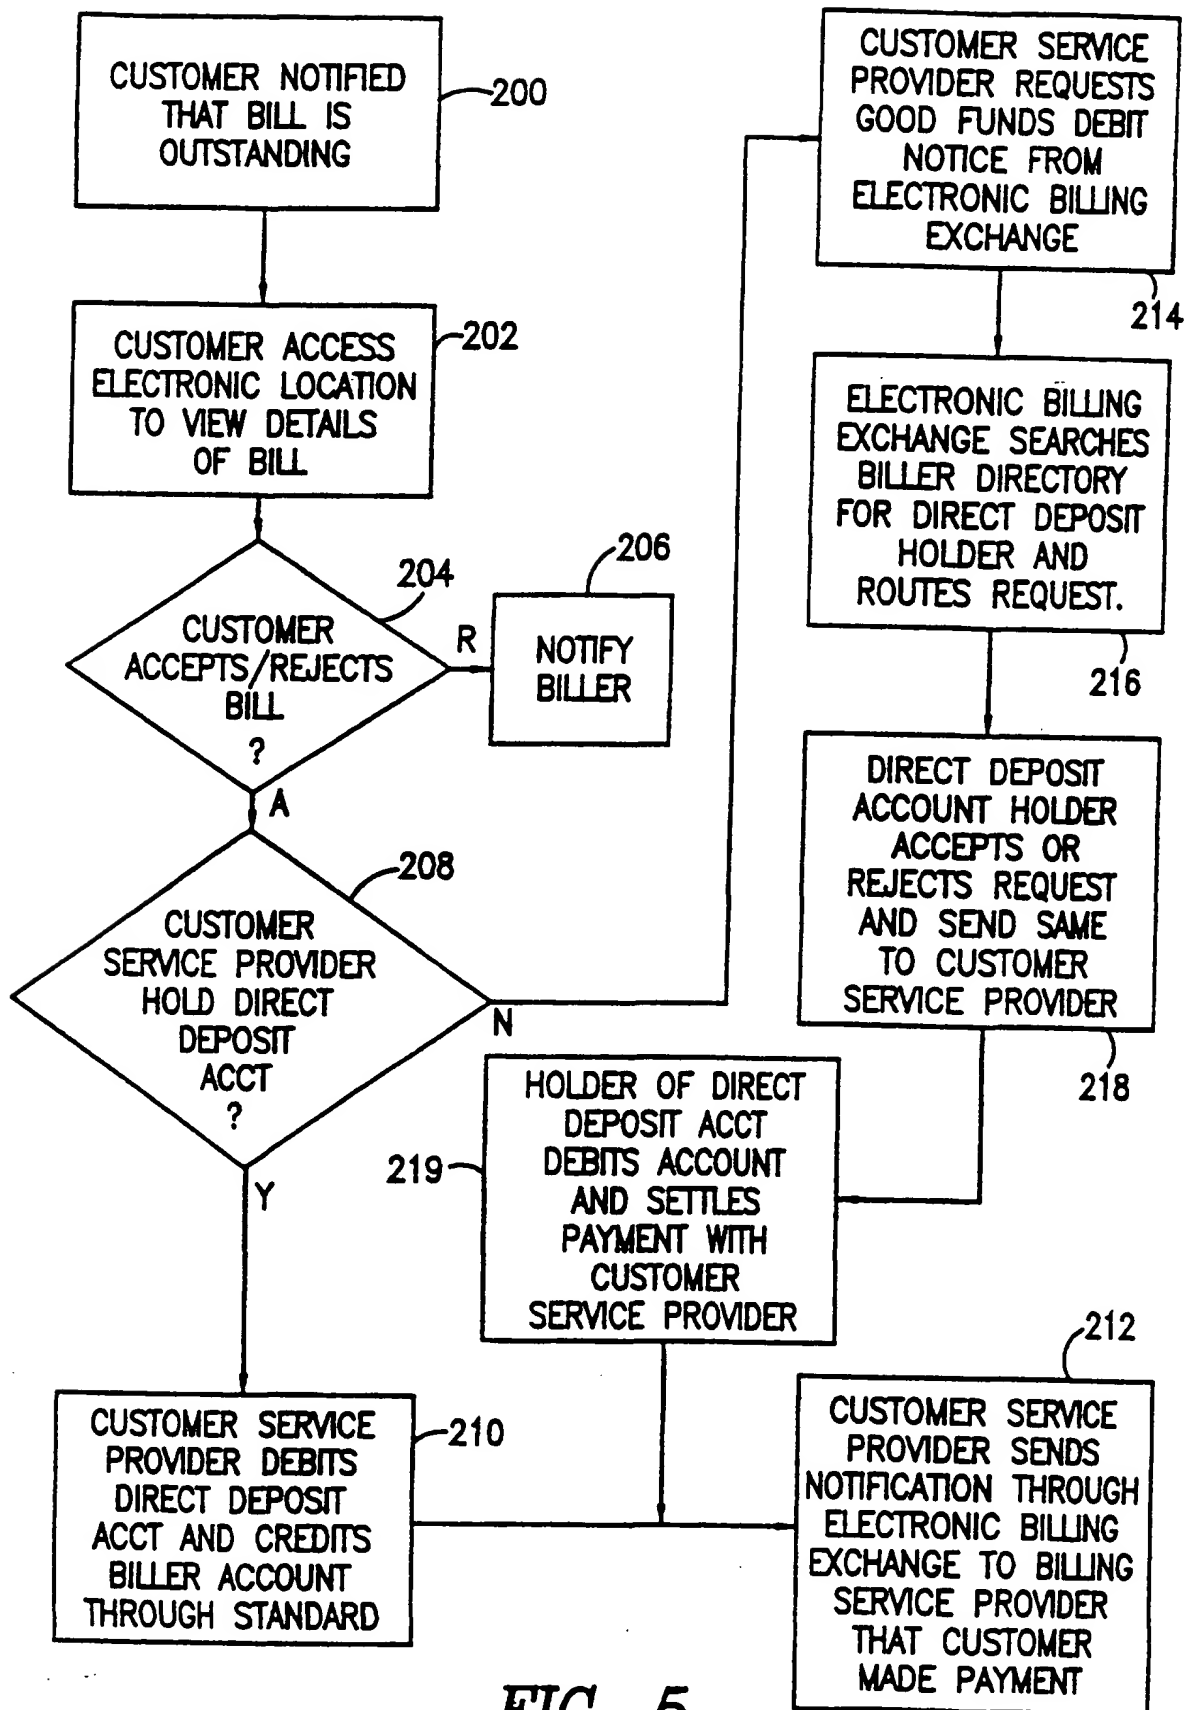 CUSTOMER NOTIFIED
THAT BILL IS
OUTSTANDING
200
CUSTOMER ACCESS
ELECTRONIC LOCATION
TO VIEW DETAILS
OF BILL
202
CUSTOMER
ACCEPTS/REJECTS
BILL
?
204
R
NOTIFY
BILLER
206
A
CUSTOMER
SERVICE PROVIDER
HOLD DIRECT
DEPOSIT
ACCT
?
208
N
Y
CUSTOMER SERVICE
PROVIDER DEBITS
DIRECT DEPOSIT
ACCT AND CREDITS
BILLER ACCOUNT
THROUGH STANDARD
210
CUSTOMER SERVICE
PROVIDER REQUESTS
GOOD FUNDS DEBIT
NOTICE FROM
ELECTRONIC BILLING
EXCHANGE
214
ELECTRONIC BILLING
EXCHANGE SEARCHES
BILLER DIRECTORY
FOR DIRECT DEPOSIT
HOLDER AND
ROUTES REQUEST.
216
DIRECT DEPOSIT
ACCOUNT HOLDER
ACCEPTS OR
REJECTS REQUEST
AND SEND SAME
TO CUSTOMER
SERVICE PROVIDER
218
HOLDER OF DIRECT
DEPOSIT ACCT
DEBITS ACCOUNT
AND SETTLES
PAYMENT WITH
CUSTOMER
SERVICE PROVIDER
219
212
CUSTOMER SERVICE
PROVIDER SENDS
NOTIFICATION THROUGH
ELECTRONIC BILLING
EXCHANGE TO BILLING
SERVICE PROVIDER
THAT CUSTOMER
MADE PAYMENT
FIG. 5